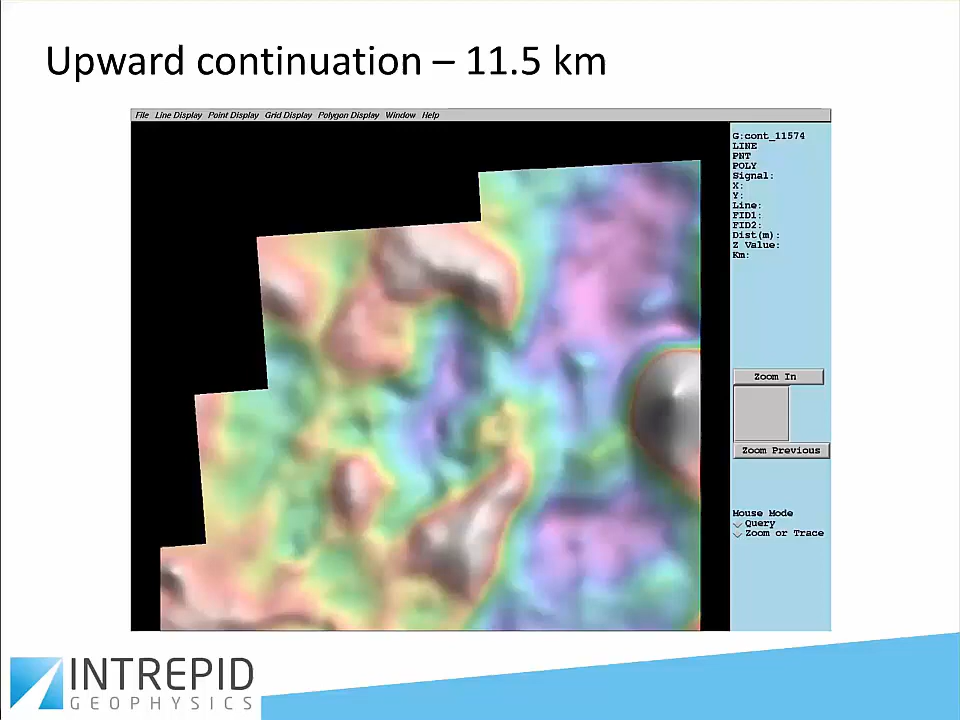 Upward continuation – 11.5 km
File Line Display Point Display Grid Display Polygon Display Window Help
G:cont_11574
LINE
PNT
POLY
Signal:
X:
Y:
Line:
FID1:
FID2:
Dist(m):
Z Value:
Km:
Zoom In
Zoom Previous
Mouse Mode
Query
Zoom or Trace
INTREPID
GEOPHYSICS